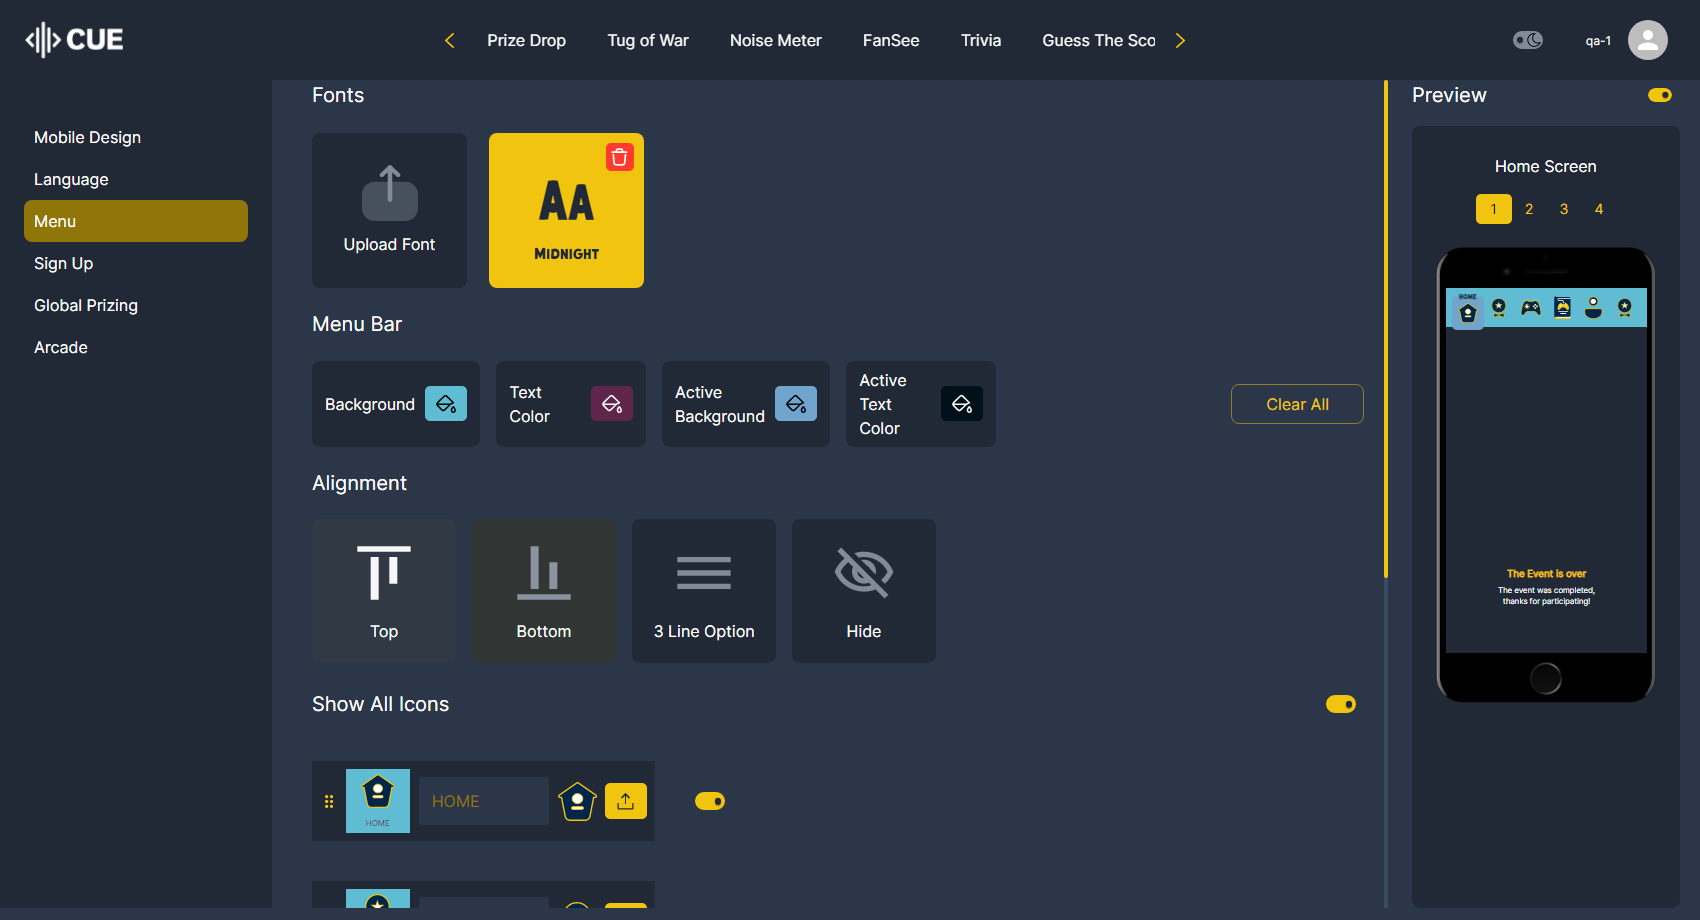 CUE
Prize Drop
Tug of War
Noise Meter
FanSee
Trivia
Guess The Sco
qa-1
Mobile Design
Language
Menu
Sign Up
Global Prizing
Arcade
Fonts
Upload Font
AA
MIDNIGHT
Menu Bar
Background
Text
Color
Active
Background
Active
Text
Color
Clear All
Alignment
Top
Bottom
3 Line Option
Hide
Show All Icons
HOME
HOME
Preview
Home Screen
1 2 3 4
HOME
The Event is over
The event was completed,
thanks for participating!